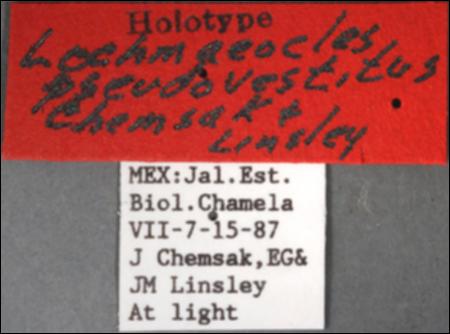 Holotype
Lochmaeocles
pseudovestitus
Chemsak &
Linsley
MEX:Jal.Est.
Biol.Chamela
VII-7-15-87
J Chemsak,EG&
JM Linsley
At light